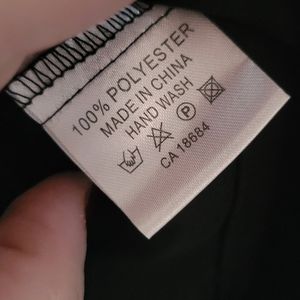 100% POLYESTER
MADE IN CHINA
HAND WASH
P
CA 18684